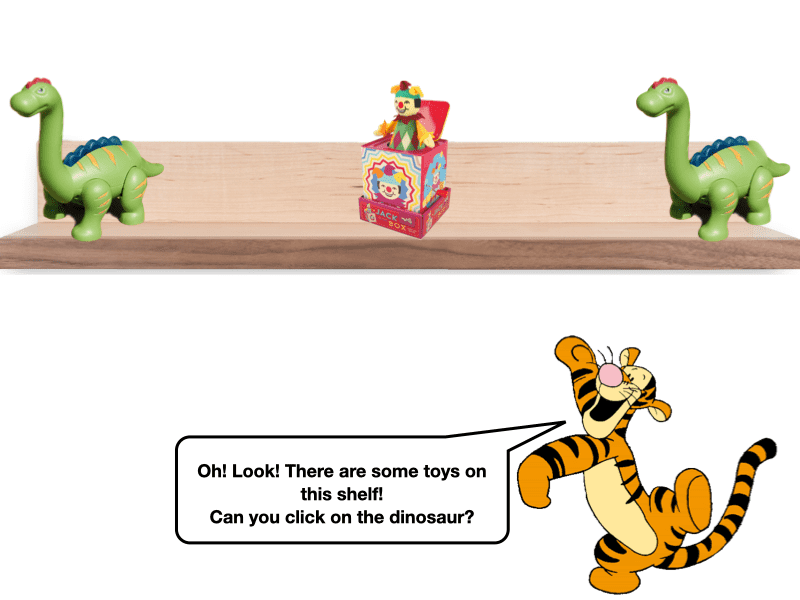 JACK
BOX
Oh! Look! There are some toys on
this shelf!
Can you click on the dinosaur?